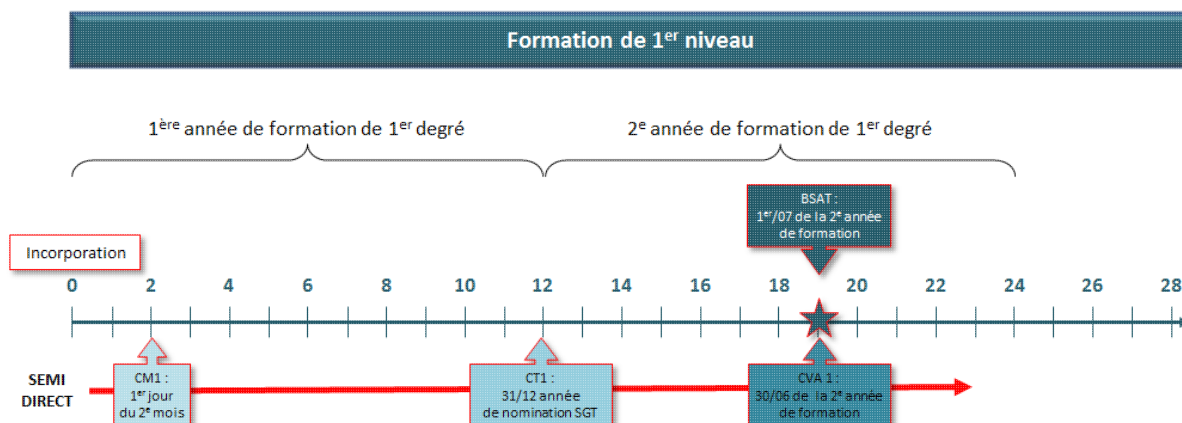 Formation de 1er niveau
1ère année de formation de 1er degré
2e année de formation de 1er degré
BSAT :
1er/07 de la 2e année
de formation
Incorporation
0 2 4 6 8 10 12 14 16 18 20 22 24 26 28
SEMI
DIRECT
CM1 :
1er jour
du 2e mois
CT1 :
31/12 année
de nomination SGT
CVA 1 :
30/06 de la 2e année
de formation